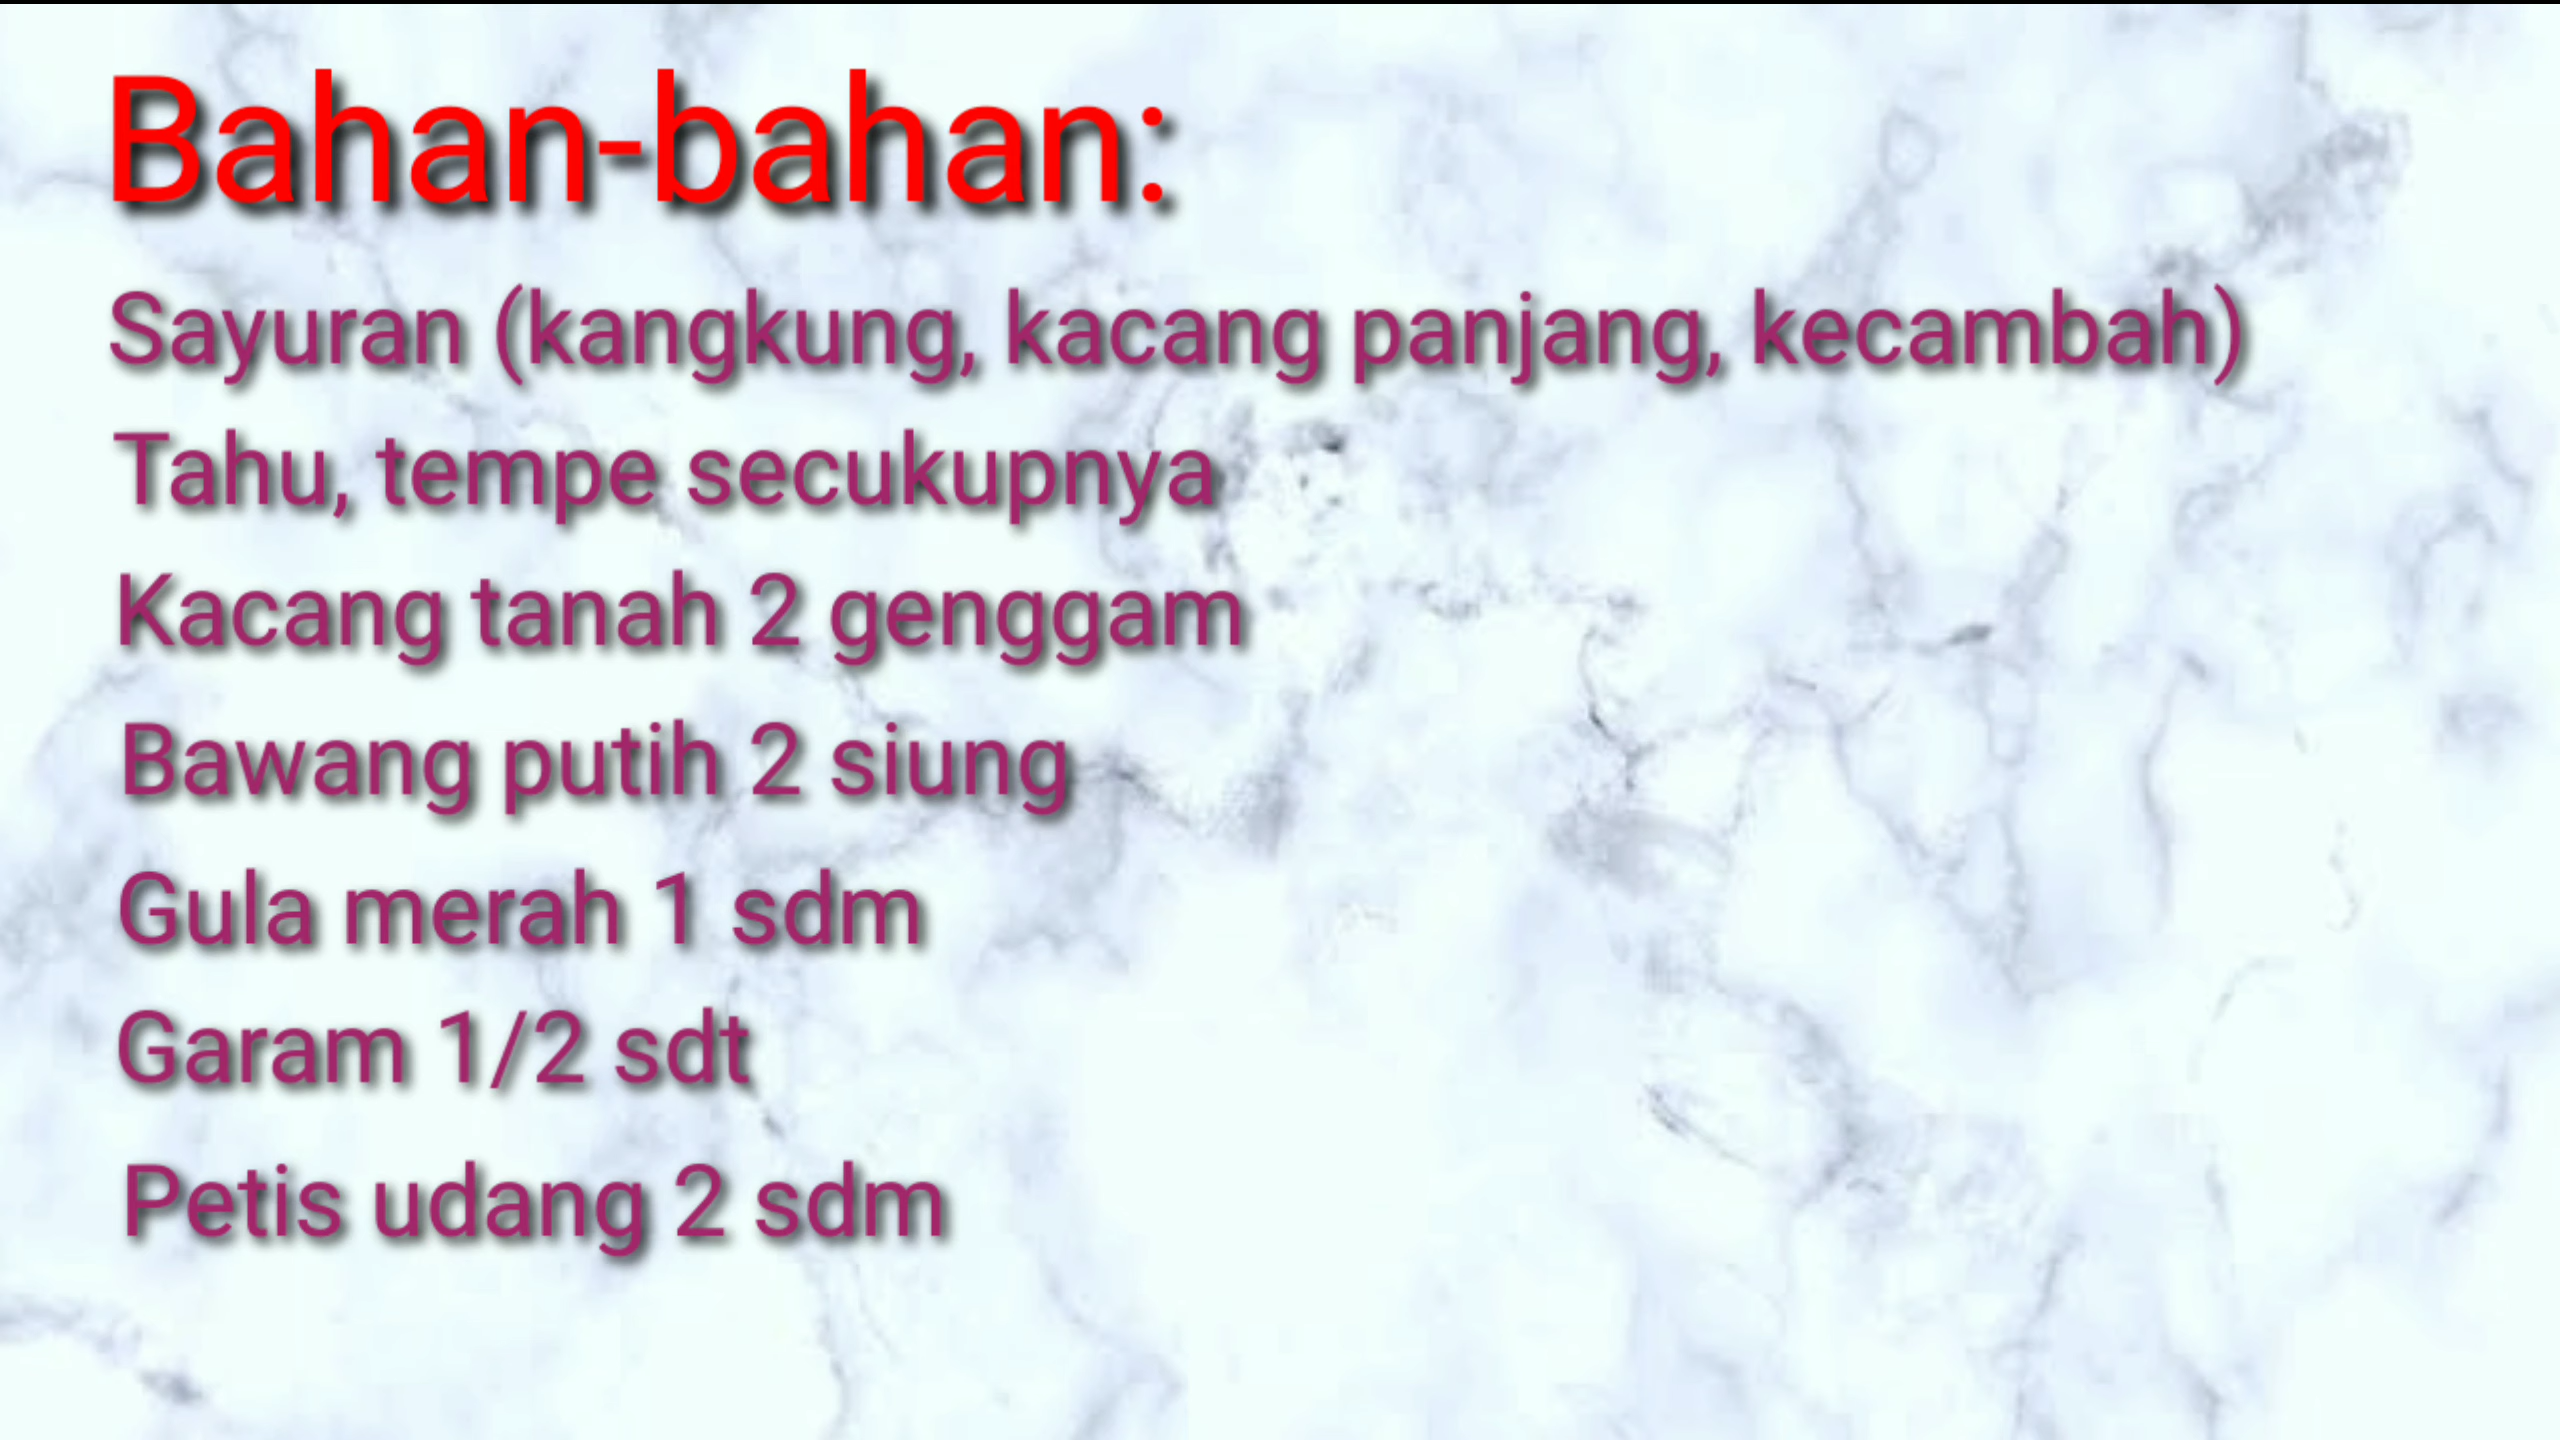 Bahan-bahan:
Sayuran (kangkung, kacang panjang, kecambah)
Tahu, tempe secukupnya
Kacang tanah 2 genggam
Bawang putih 2 siung
Gula merah 1 sdm
Garam 1/2 sdt
Petis udang 2 sdm